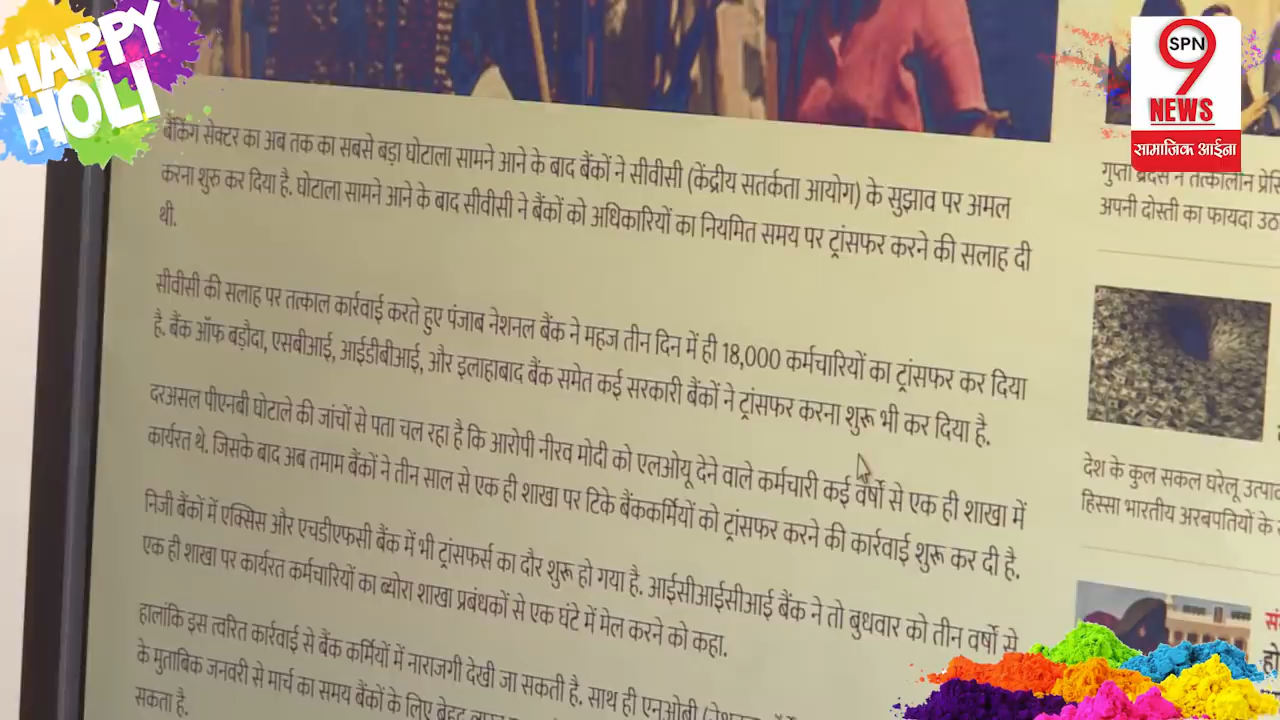 HAPPY
HOLI
SPN
9
NEWS
सामाजिक आईना
बैंकिंग सेक्टर का अब तक का सबसे बड़ा घोटाला सामने आने के बाद बैंकों ने सीवीसी (केंद्रीय सतर्कता आयोग) के सुझाव पर अमल
करना शुरु कर दिया है. घोटाला सामने आने के बाद सीवीसी ने बैंकों को अधिकारियों का नियमित समय पर ट्रांसफर करने की सलाह दी
थी.
सीवीसी की सलाह पर तत्काल कार्रवाई करते हुए पंजाब नेशनल बैंक ने महज तीन दिन में ही 18,000 कर्मचारियों का ट्रांसफर कर दिया
है. बैंक ऑफ बड़ौदा, एसबीआई, आईडीबीआई, और इलाहाबाद बैंक समेत कई सरकारी बैंकों ने ट्रांसफर करना शुरू भी कर दिया है.
दरअसल पीएनबी घोटाले की जांचों से पता चल रहा है कि आरोपी नीरव मोदी को एलओयू देने वाले कर्मचारी कई वर्षों से एक ही शाखा में
कार्यरत थे. जिसके बाद अब तमाम बैंकों ने तीन साल से एक ही शाखा पर टिके बैंककर्मियों को ट्रांसफर करने की कार्रवाई शुरू कर दी है.
निजी बैंकों में एक्सिस और एचडीएफसी बैंक में भी ट्रांसफर्स का दौर शुरू हो गया है. आईसीआईसीआई बैंक ने तो बुधवार को तीन वर्षों से
एक ही शाखा पर कार्यरत कर्मचारियों का ब्योरा शाखा प्रबंधकों से एक घंटे में मेल करने को कहा.
हालांकि इस त्वरित कार्रवाई से बैंक कर्मियों में नाराजगी देखी जा सकती है. साथ ही एनओबी
के मुताबिक जनवरी से मार्च का समय बैंकों के लिए बेहद
सकता है.
गुप्ता ब्रदर्स ने तत्कालीन
अपनी दोस्ती का फायदा
देश के कुल सकल घरेलू
हिस्सा भारतीय अरबपतियों के